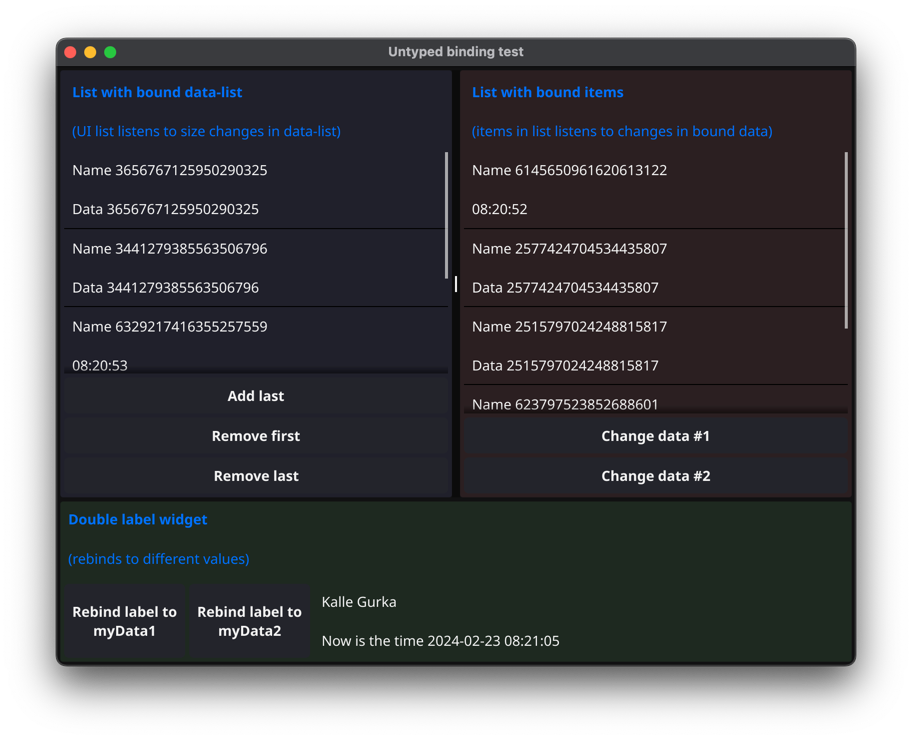 Untyped binding test
List with bound data-list
(UI list listens to size changes in data-list)
Name 3656767125950290325
Data 3656767125950290325
Name 3441279385563506796
Data 3441279385563506796
Name 6329217416355257559
08:20:53
Add last
Remove first
Remove last
List with bound items
(items in list listens to changes in bound data)
Name 6145650961620613122
08:20:52
Name 2577424704534435807
Data 2577424704534435807
Name 2515797024248815817
Data 2515797024248815817
Name 623797523852688601
Change data #1
Change data #2
Double label widget
(rebinds to different values)
Rebind label to
myData1
Rebind label to
myData2
Kalle Gurka
Now is the time 2024-02-23 08:21:05